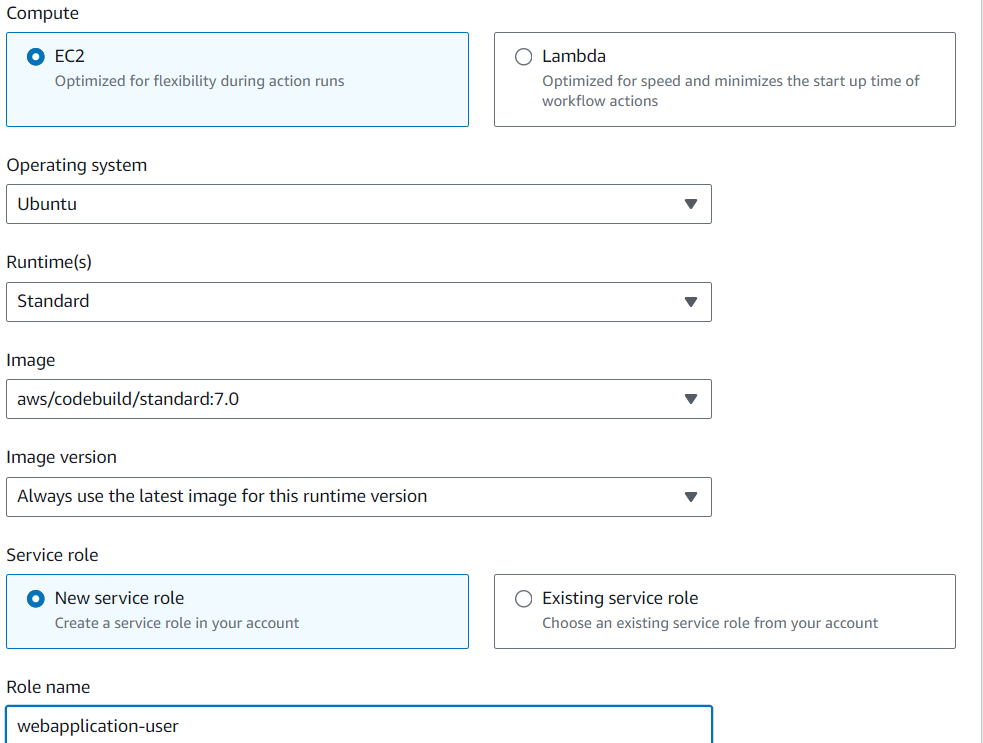 Compute
EC2
Optimized for flexibility during action runs
Lambda
Optimized for speed and minimizes the start up time of
workflow actions
Operating system
Ubuntu
Runtime(s)
Standard
Image
aws/codebuild/standard:7.0
Image version
Always use the latest image for this runtime version
Service role
New service role
Create a service role in your account
Existing service role
Choose an existing service role from your account
Role name
webapplication-user